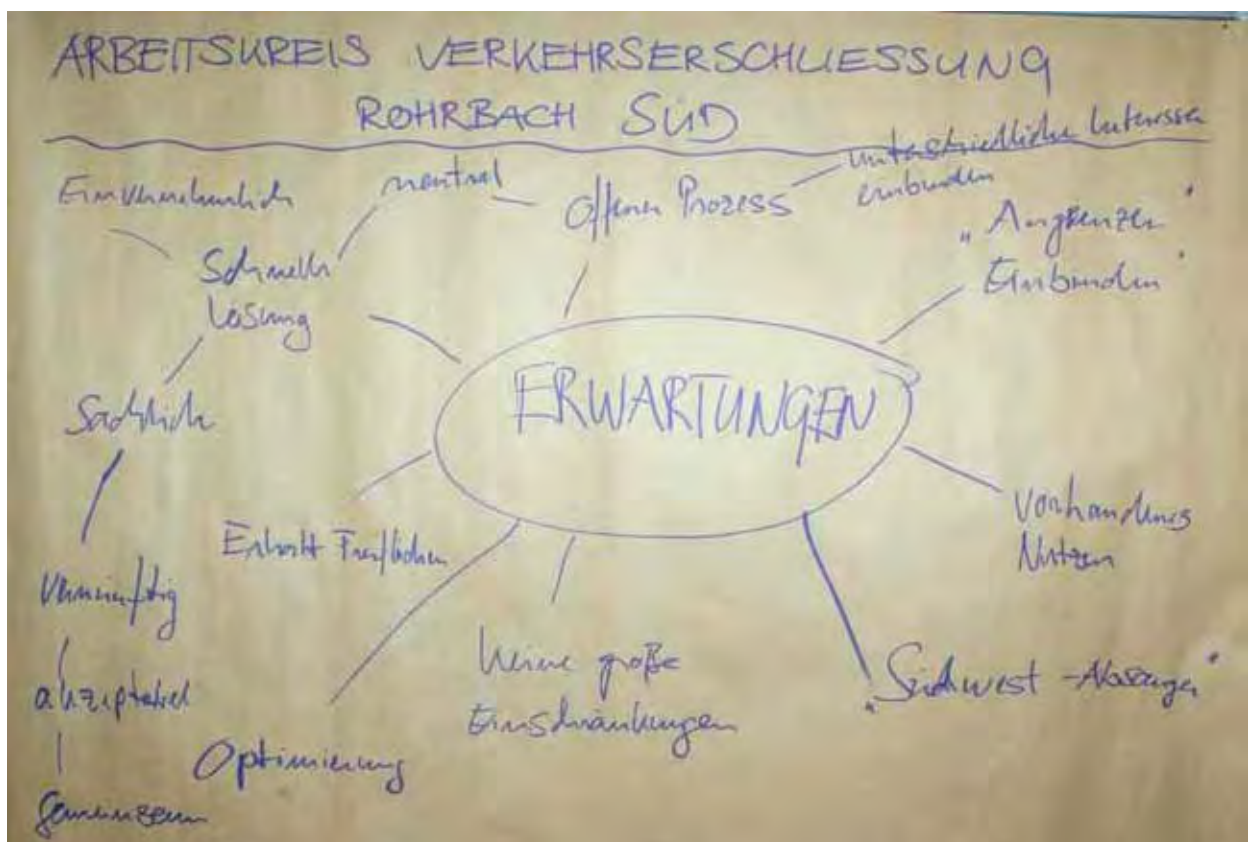 ARBEITSKREIS VERKEHRSERSCHLIESSUNG
ROHRBACH SÜD
Einvernehmlich
neutral
Offener Prozess
unterschiedliche Interessen
einbinden
Schnelle
Lösung
„Angrenzer
Einbinden"
Sachlich
ERWARTUNGEN
Erhalt Freiflächen
Vorhandenes
Nutzen
vernünftig
akzeptabel
gemeinsam
Optimierung
keine große
Einschränkungen
„Südwest -